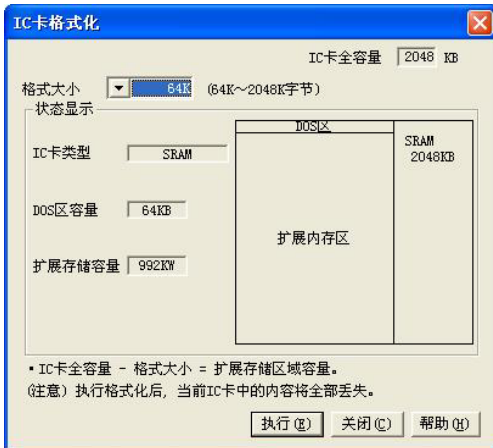 IC卡格式化
IC卡全容量 2048 KB
格式大小 64K (64K～2048K字节)
状态显示
DOS区
IC卡类型 SRAM
SRAM
2048KB
DOS区容量 64KB
扩展内存区
扩展存储容量 992KW
·IC卡全容量 - 格式大小 = 扩展存储区域容量。
(注意) 执行格式化后，当前IC卡中的内容将全部丢失。
执行(E) 关闭(C) 帮助(H)